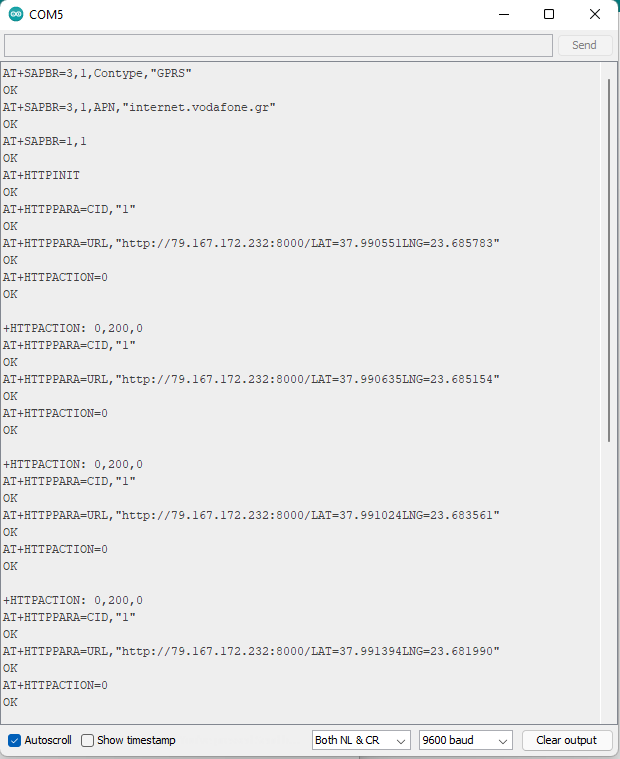 COM5
Send
AT+SAPBR=3,1,Contype,"GPRS"
OK
AT+SAPBR=3,1,APN,"internet.vodafone.gr"
OK
AT+SAPBR=1,1
OK
AT+HTTPINIT
OK
AT+HTTPPARA=CID,"1"
OK
AT+HTTPPARA=URL,"http://79.167.172.232:8000/LAT=37.990551LNG=23.685783"
OK
AT+HTTPACTION=0
OK
+HTTPACTION: 0,200,0
AT+HTTPPARA=CID,"1"
OK
AT+HTTPPARA=URL,"http://79.167.172.232:8000/LAT=37.990635LNG=23.685154"
OK
AT+HTTPACTION=0
OK
+HTTPACTION: 0,200,0
AT+HTTPPARA=CID,"1"
OK
AT+HTTPPARA=URL,"http://79.167.172.232:8000/LAT=37.991024LNG=23.683561"
OK
AT+HTTPACTION=0
OK
+HTTPACTION: 0,200,0
AT+HTTPPARA=CID,"1"
OK
AT+HTTPPARA=URL,"http://79.167.172.232:8000/LAT=37.991394LNG=23.681990"
OK
AT+HTTPACTION=0
OK
Autoscroll Show timestamp Both NL & CR 9600 baud Clear output